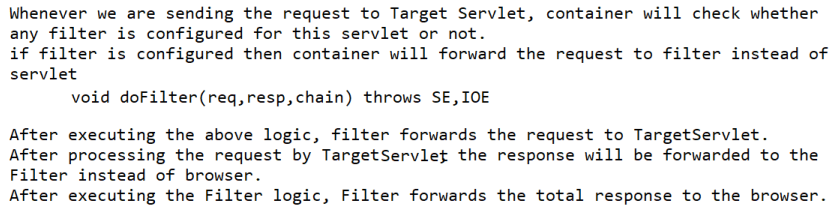 Whenever we are sending the request to Target Servlet, container will check whether
any filter is configured for this servlet or not.
if filter is configured then container will forward the request to filter instead of
servlet
void doFilter(req,resp,chain) throws SE,IOE
After executing the above logic, filter forwards the request to TargetServlet.
After processing the request by TargetServlet the response will be forwarded to the
Filter instead of browser.
After executing the Filter logic, Filter forwards the total response to the browser.